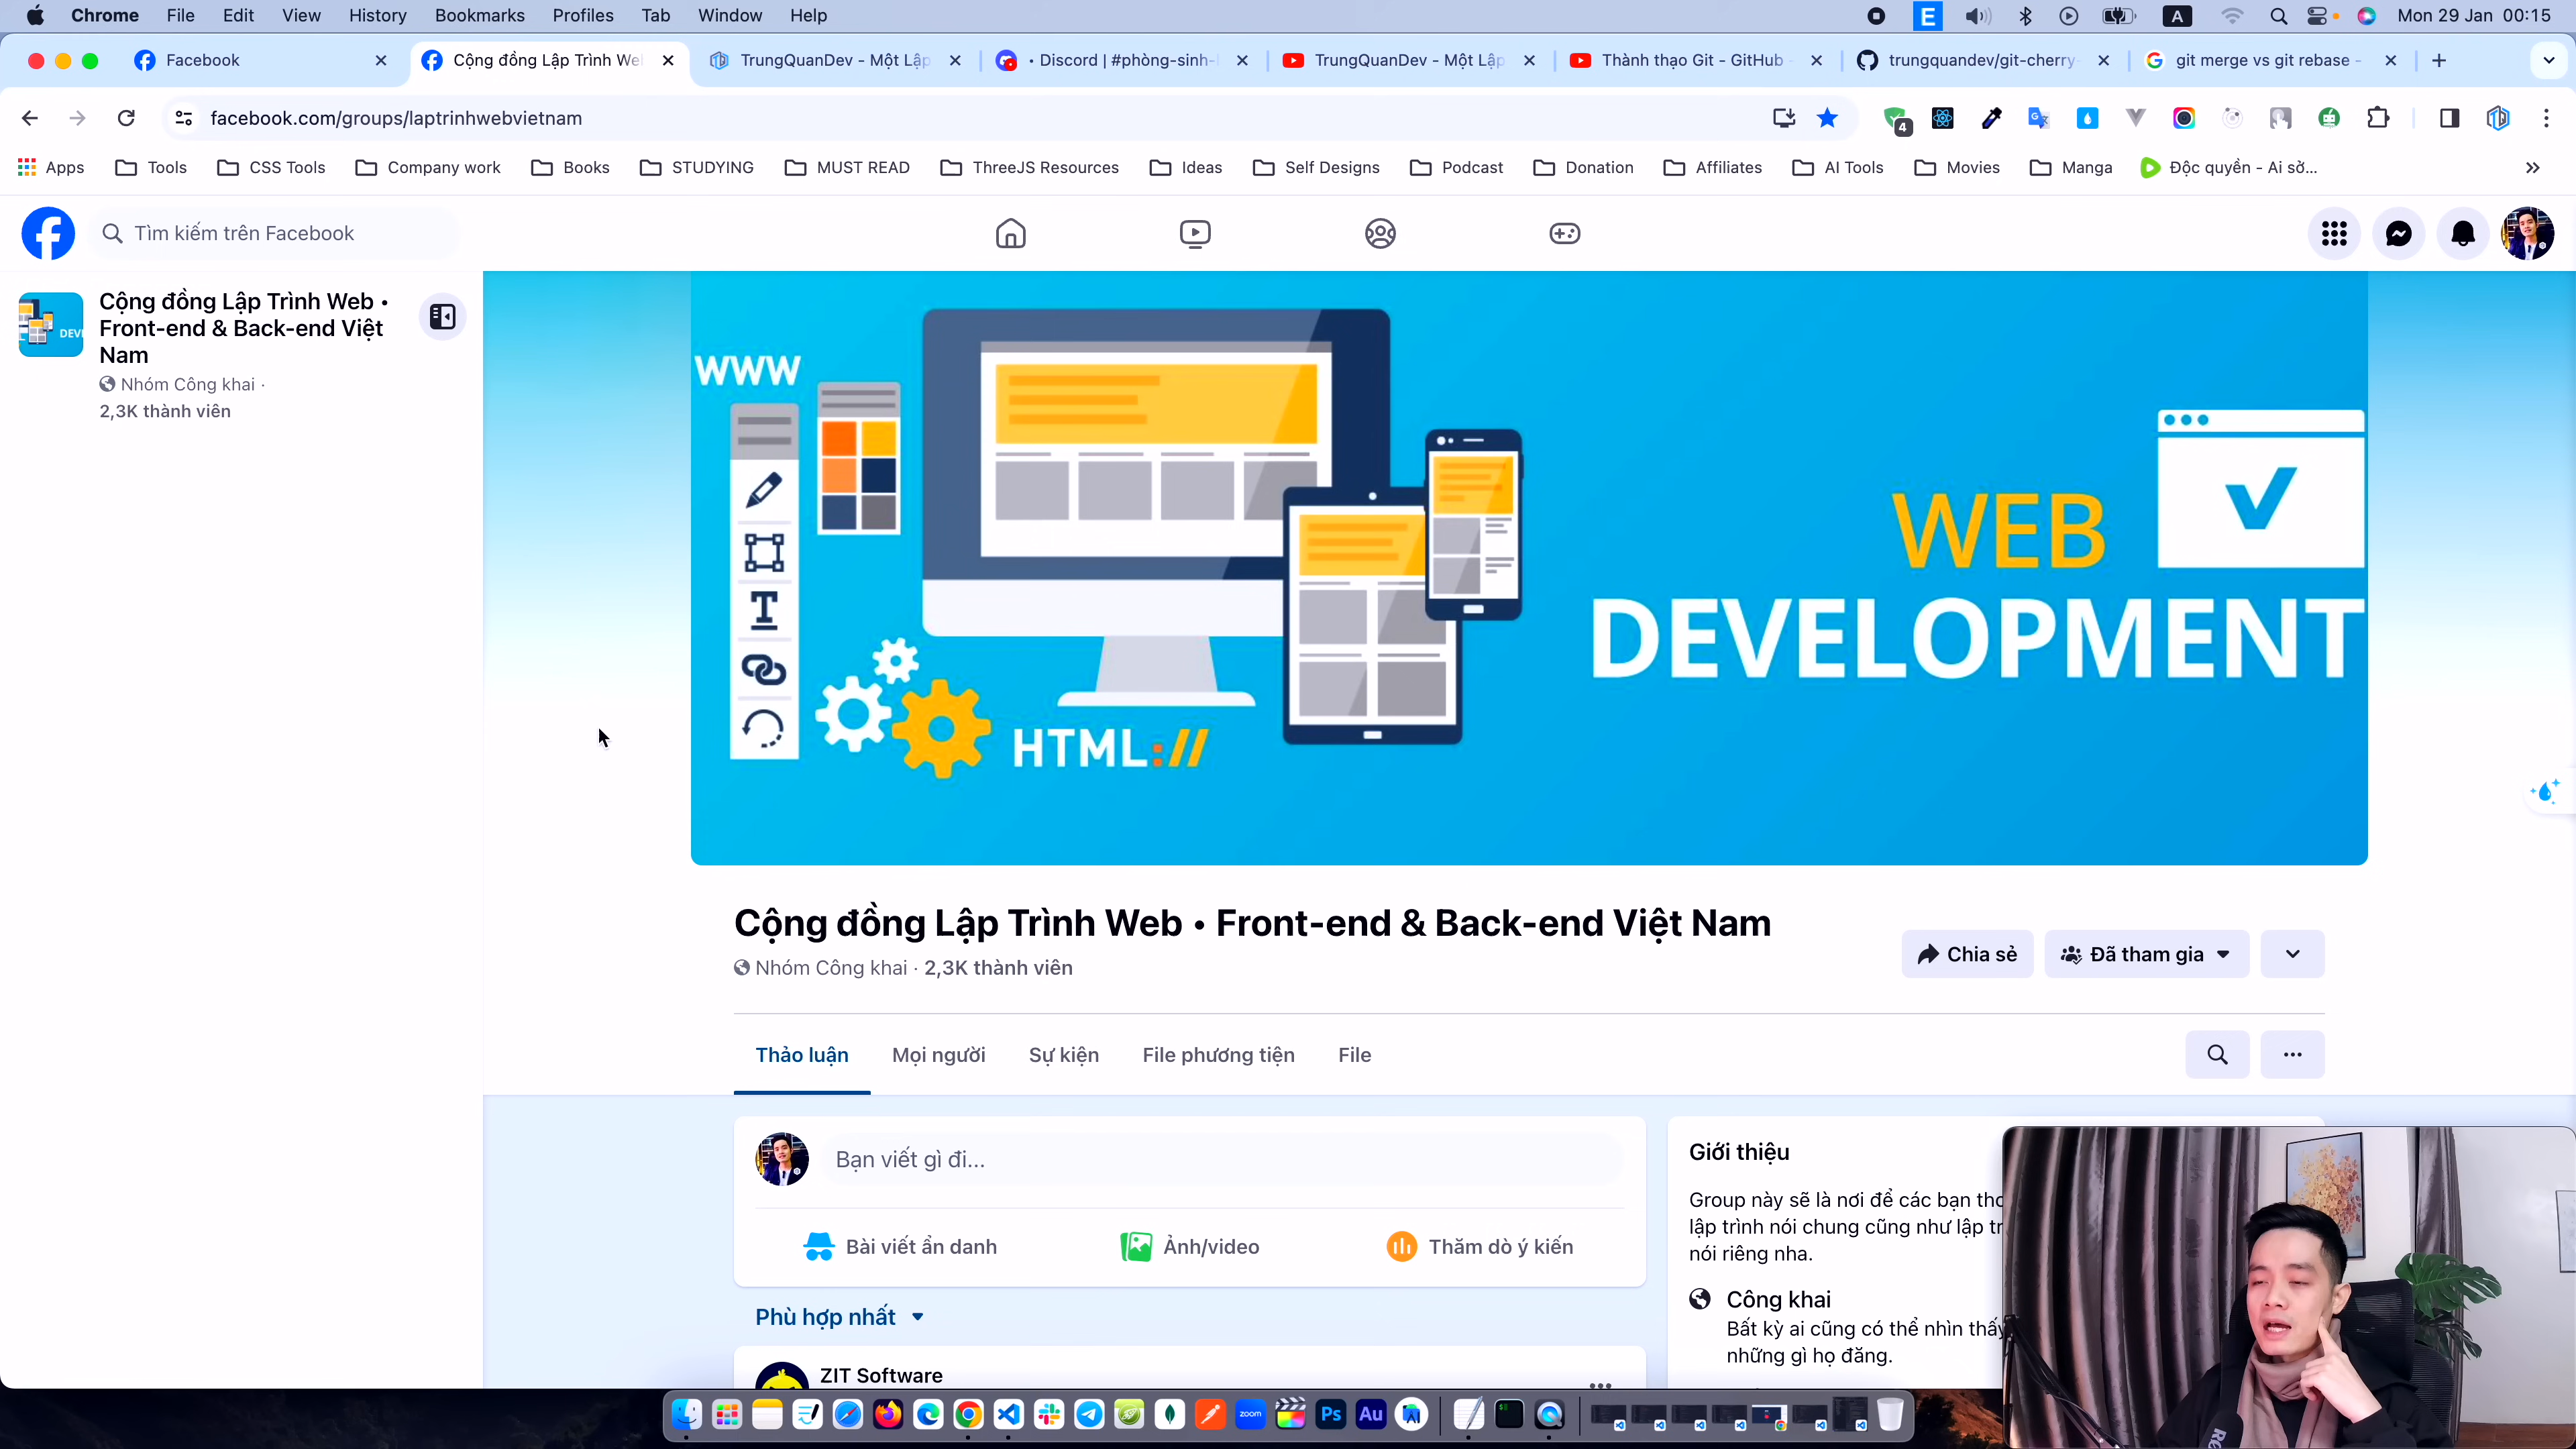 Chrome File Edit View History Bookmarks Profiles Tab Window Help
E A Mon 29 Jan 00:15
Facebook
Cộng đồng Lập Trình We
TrungQuanDev - Một Lập
• Discord | #phòng-sinh-
TrungQuanDev - Một Lập
Thành thạo Git - GitHub
trungquandev/git-cherry-
git merge vs git rebase -
facebook.com/groups/laptrinhwebvietnam
4
Apps Tools CSS Tools Company work Books STUDYING MUST READ ThreeJS Resources Ideas Self Designs Podcast Donation Affiliates AI Tools Movies Manga Độc quyền - Ai sở...
Tìm kiếm trên Facebook
Cộng đồng Lập Trình Web •
Front-end & Back-end Việt
Nam
Nhóm Công khai ·
2,3K thành viên
DEV
WWW
T
HTML://
WEB
DEVELOPMENT
Cộng đồng Lập Trình Web • Front-end & Back-end Việt Nam
Nhóm Công khai · 2,3K thành viên
Chia sẻ
Đã tham gia
Thảo luận Mọi người Sự kiện File phương tiện File
Bạn viết gì đi...
Bài viết ẩn danh
Ảnh/video
Thăm dò ý kiến
Phù hợp nhất
ZIT Software
Giới thiệu
Group này sẽ là nơi để các bạn
lập trình nói chung cũng như lập
nói riêng nha.
Công khai
Bất kỳ ai cũng có thể nhìn thấy
những gì họ đăng.
zoom
Ps
Au